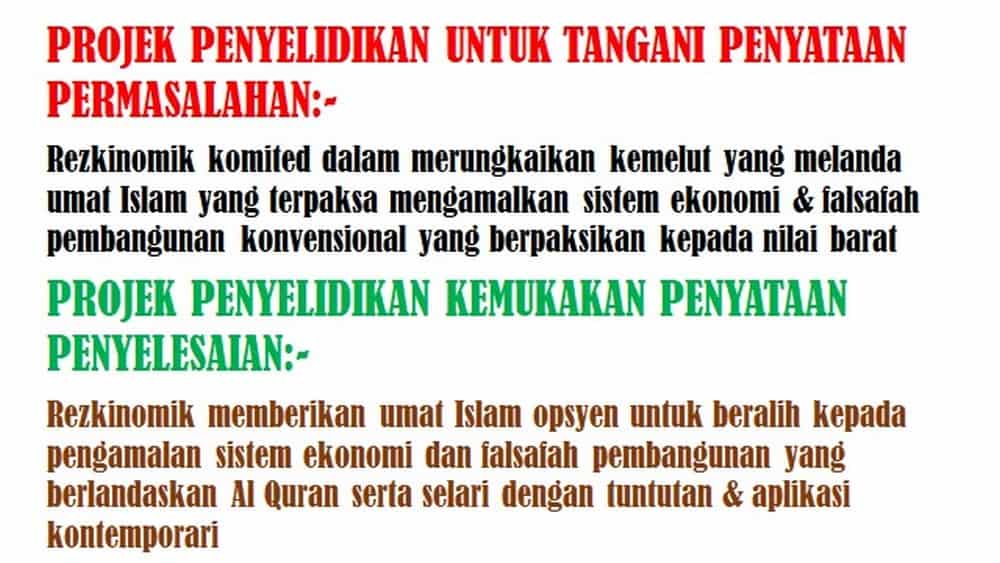 PROJEK PENYELIDIKAN UNTUK TANGANI PENYATAAN
PERMASALAHAN:-
Rezkinomik komited dalam merungkaikan kemelut yang melanda
umat Islam yang terpaksa mengamalkan sistem ekonomi & falsafah
pembangunan konvensional yang berpaksikan kepada nilai barat
PROJEK PENYELIDIKAN KEMUKAKAN PENYATAAN
PENYELESAIAN:-
Rezkinomik memberikan umat Islam opsyen untuk beralih kepada
pengamalan sistem ekonomi dan falsafah pembangunan yang
berlandaskan Al Quran serta selari dengan tuntutan & aplikasi
kontemporari